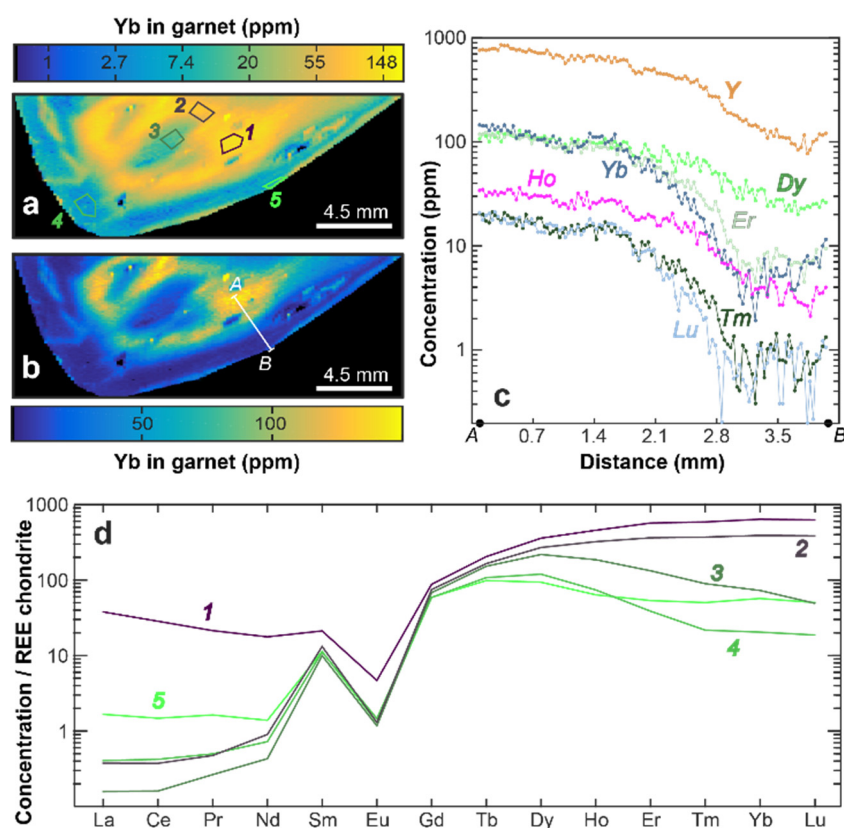 Yb in garnet (ppm)
1 2.7 7.4 20 55 148
2
3
1
5
4
a
4.5 mm
A
B
b
4.5 mm
50 100
Yb in garnet (ppm)
1000
100
10
1
Concentration (ppm)
Y
Yb
Dy
Ho
Er
Tm
Lu
c
A 0.7 1.4 2.1 2.8 3.5 B
Distance (mm)
d
1000
100
10
1
Concentration / REE chondrite
1
2
3
5
4
La Ce Pr Nd Sm Eu Gd Tb Dy Ho Er Tm Yb Lu